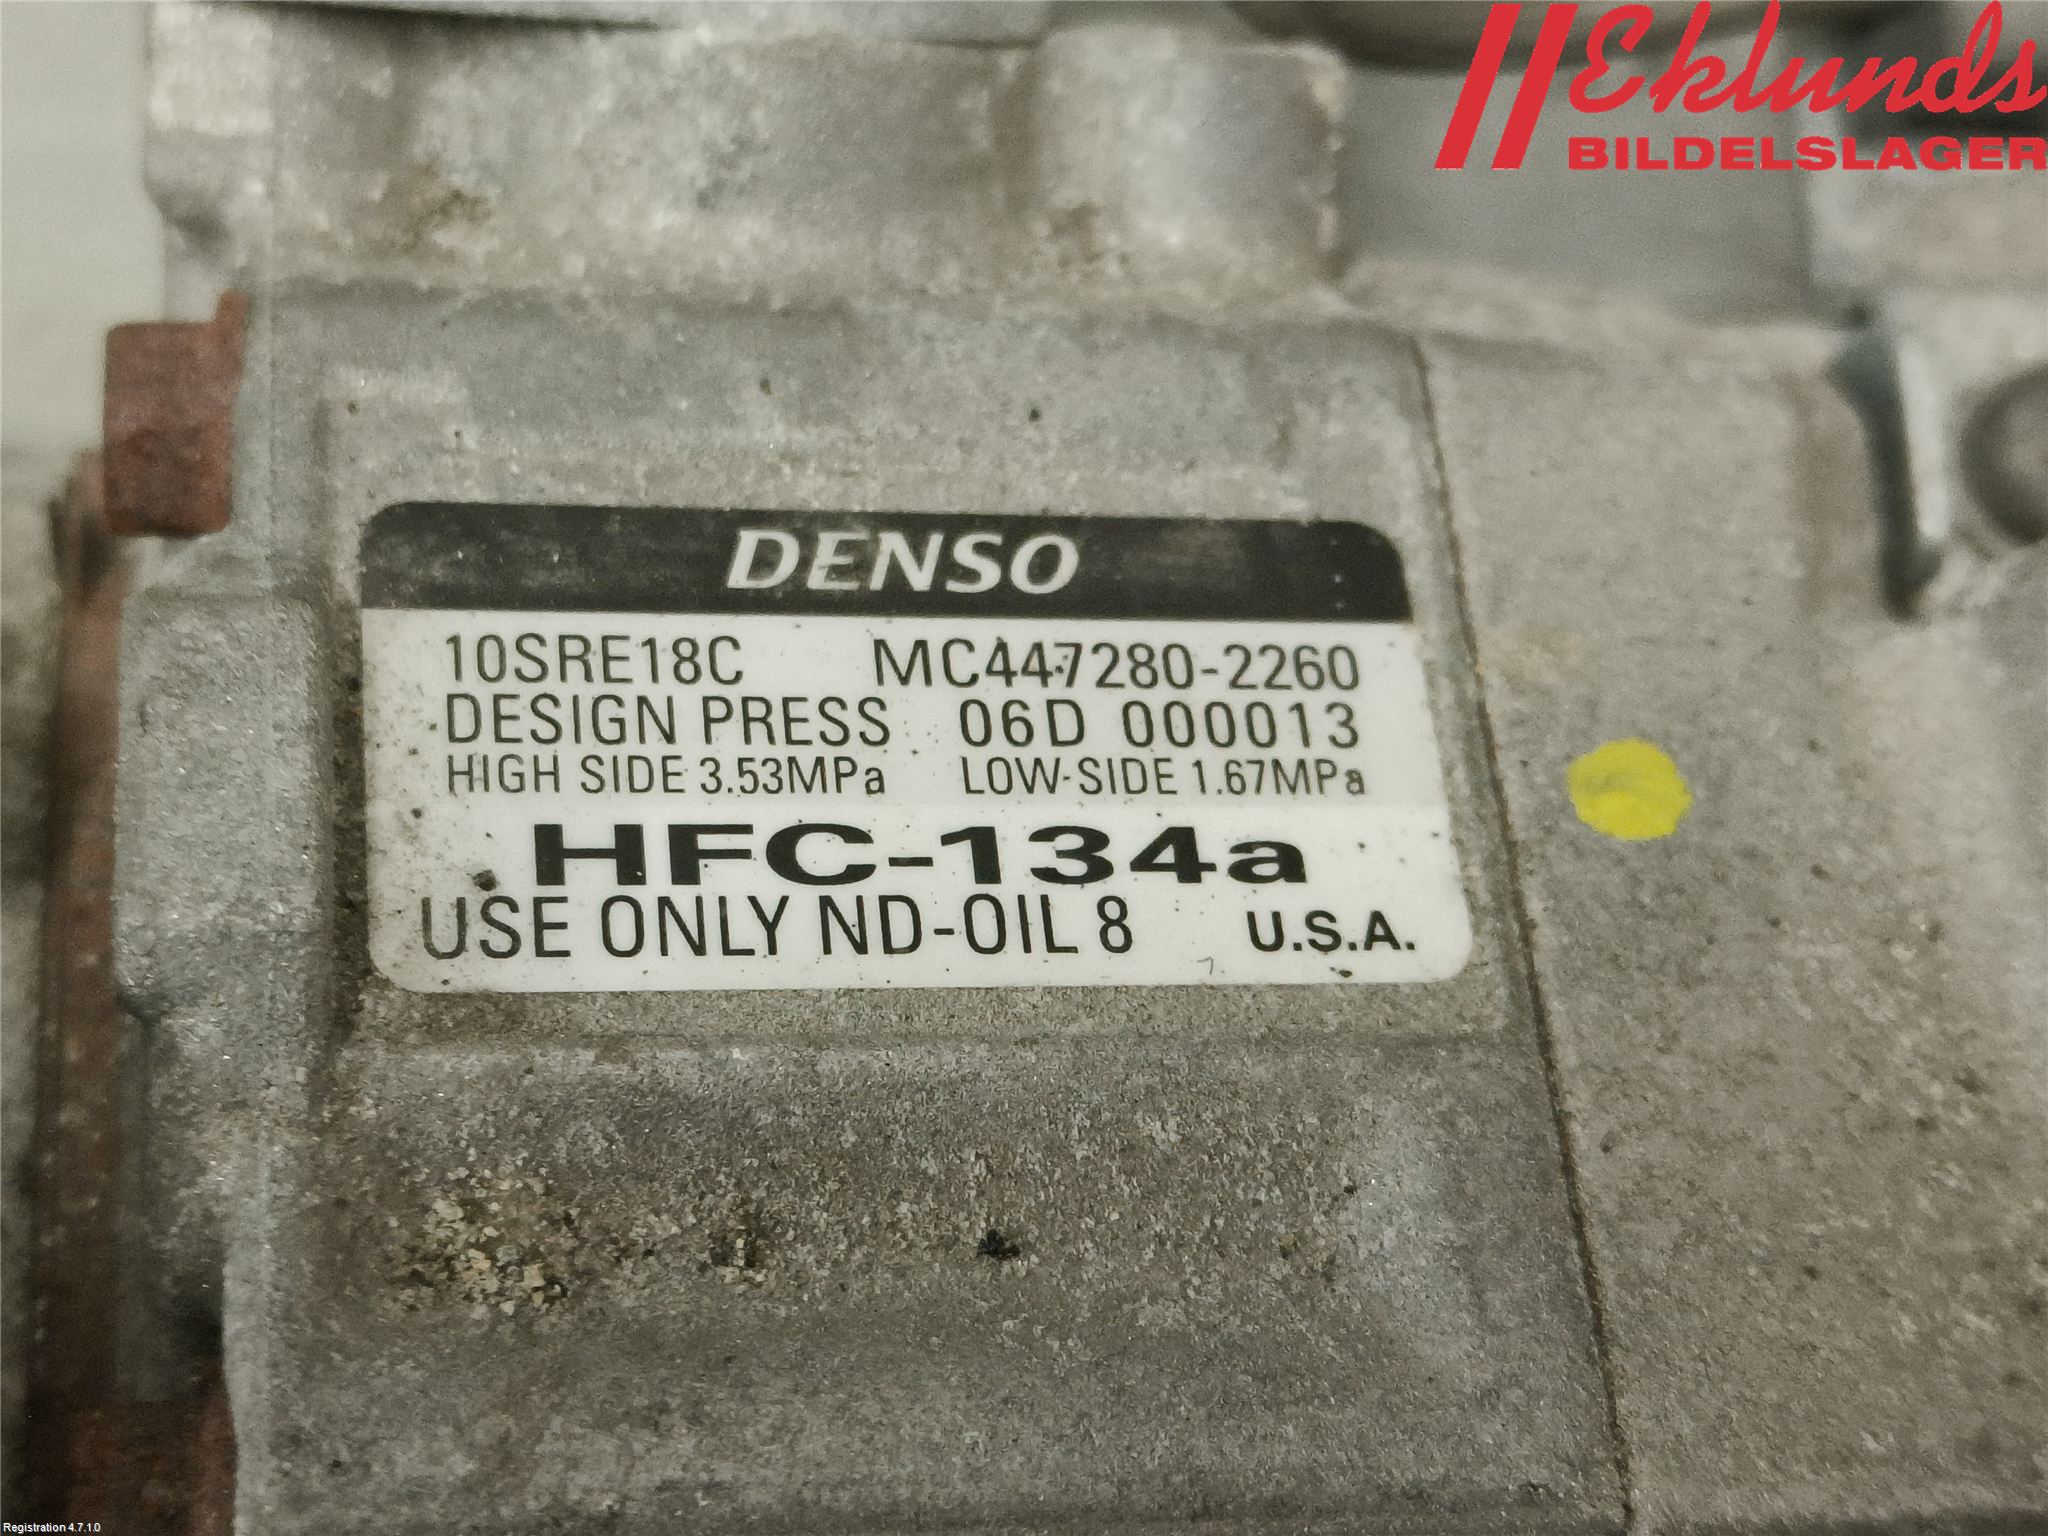 Eklunds
BILDELSLAGER
DENSO
10SRE18C MC447280-2260
DESIGN PRESS 06D 000013
HIGH SIDE 3.53MPa LOW-SIDE 1.67MPa
HFC-134a
USE ONLY ND-OIL 8 U.S.A.
Registration 4.7.1.0